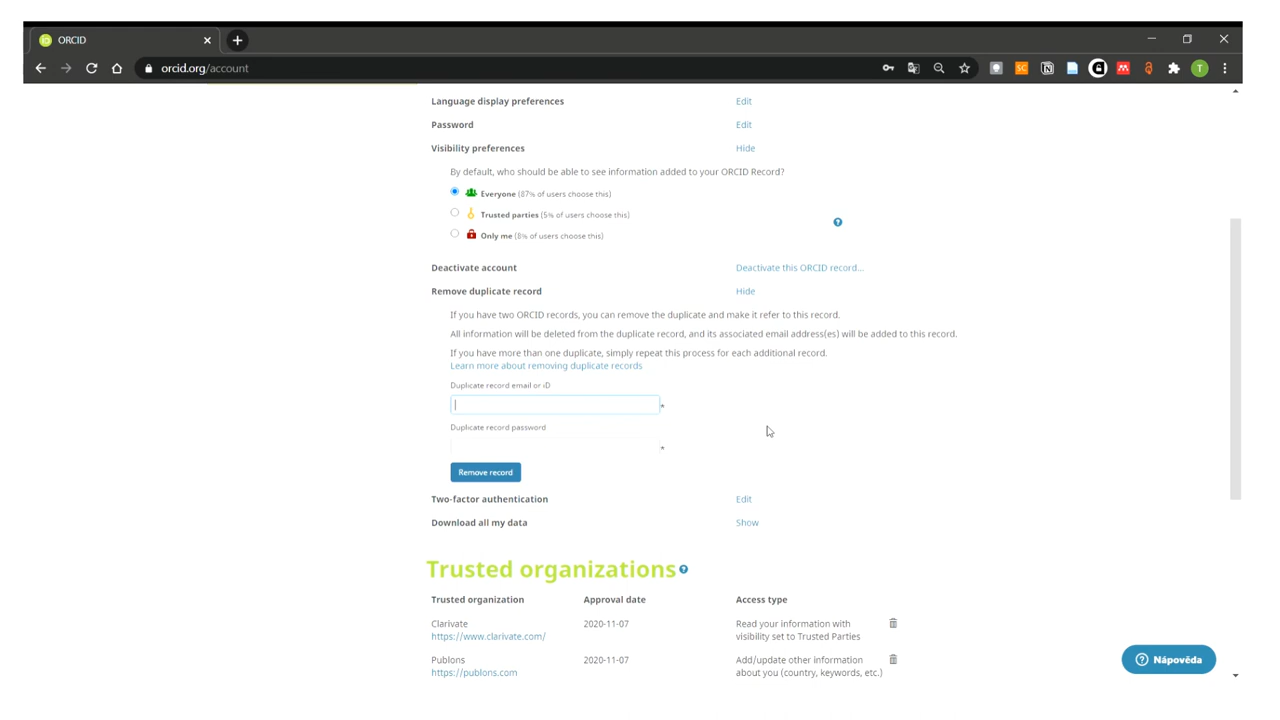 ORCID
orcid.org/account
Language display preferences Edit
Password Edit
Visibility preferences Hide
By default, who should be able to see information added to your ORCID Record?
Everyone (87% of users choose this)
Trusted parties (5% of users choose this)
Only me (8% of users choose this)
Deactivate account Deactivate this ORCID record...
Remove duplicate record Hide
If you have two ORCID records, you can remove the duplicate and make it refer to this record.
All information will be deleted from the duplicate record, and its associated email address(es) will be added to this record.
If you have more than one duplicate, simply repeat this process for each additional record.
Learn more about removing duplicate records
Duplicate record email or iD
*
Duplicate record password
*
Remove record
Two-factor authentication Edit
Download all my data Show
Trusted organizations ?
Trusted organization Approval date Access type
Clarivate 2020-11-07 Read your information with
https://www.clarivate.com/ visibility set to Trusted Parties
Publons 2020-11-07 Add/update other information
https://publons.com about you (country, keywords, etc.)
Nápověda